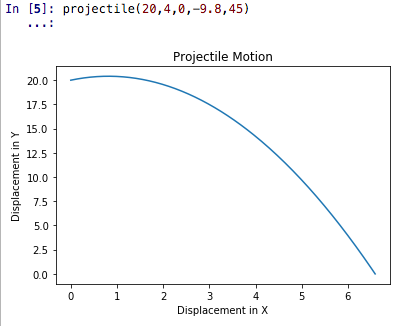 In [5]: projectile(20,4,0,-9.8,45)
...:
Projectile Motion
20.0
17.5
15.0
12.5
10.0
7.5
5.0
2.5
0.0
Displacement in Y
0 1 2 3 4 5 6
Displacement in X